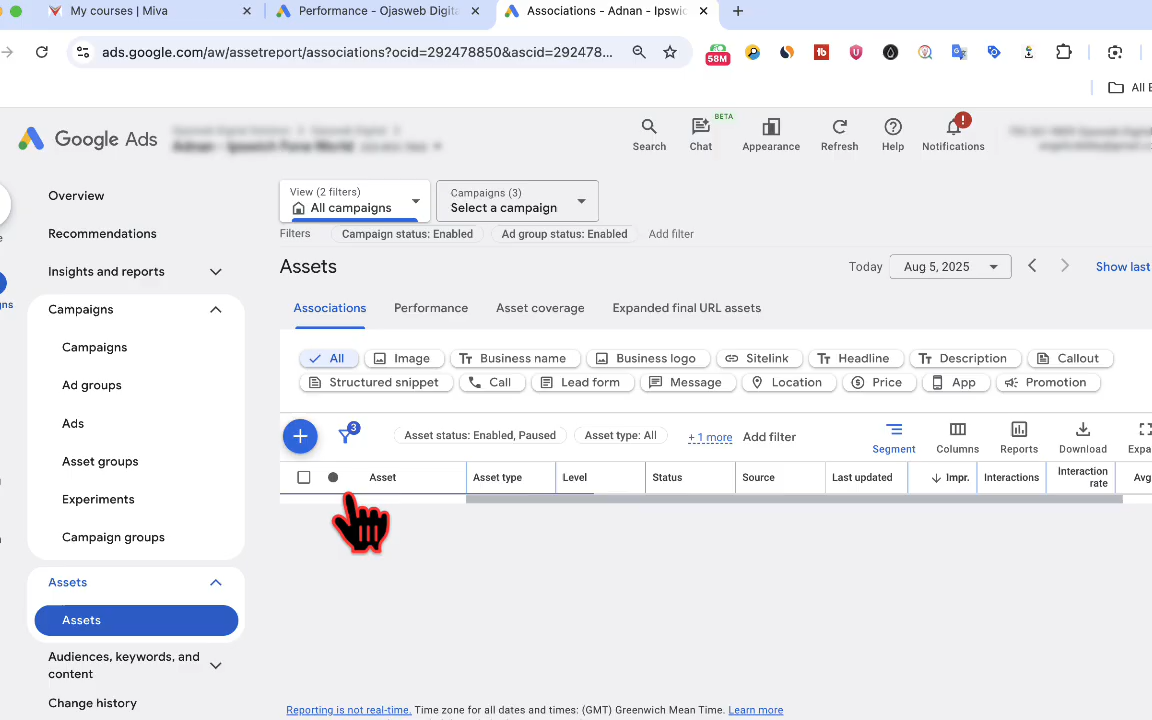 My courses | Miva
Performance - Ojasweb Digita
Associations - Adnan - Ipswic
ads.google.com/aw/assetreport/associations?ocid=292478850&ascid=292478...
58M
All
Google Ads
Search
Chat
BETA
Appearance
Refresh
Help
Notifications
Overview
Recommendations
Insights and reports
Campaigns
Campaigns
Ad groups
Ads
Asset groups
Experiments
Campaign groups
Assets
Assets
Audiences, keywords, and
content
Change history
View (2 filters)
All campaigns
Campaigns (3)
Select a campaign
Filters
Campaign status: Enabled
Ad group status: Enabled
Add filter
Assets
Today
Aug 5, 2025
Show last
Associations
Performance
Asset coverage
Expanded final URL assets
All
Image
Business name
Business logo
Sitelink
Headline
Description
Callout
Structured snippet
Call
Lead form
Message
Location
Price
App
Promotion
3
Asset status: Enabled, Paused
Asset type: All
+ 1 more
Add filter
Segment
Columns
Reports
Download
Expa
Asset
Asset type
Level
Status
Source
Last updated
Impr.
Interactions
Interaction
rate
Avg
Reporting is not real-time. Time zone for all dates and times: (GMT) Greenwich Mean Time. Learn more